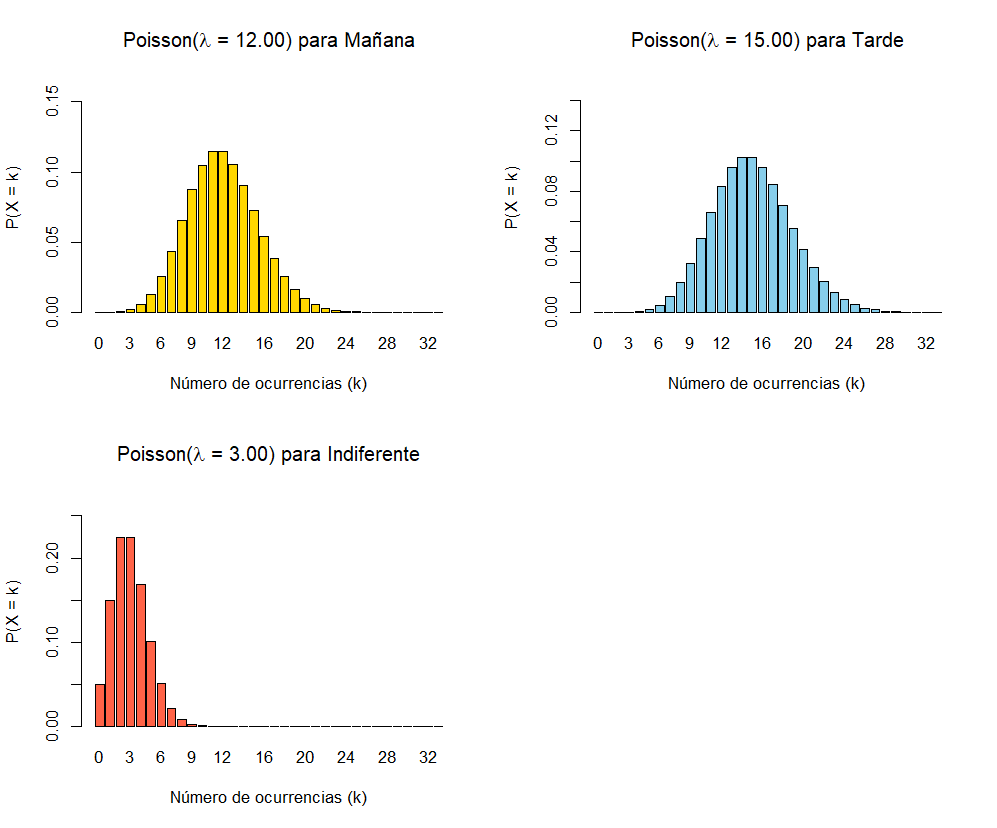 Poisson(λ = 12.00) para Mañana
P(X = k)
0.00 0.05 0.10 0.15
0 3 6 9 12 16 20 24 28 32
Número de ocurrencias (k)
Poisson(λ = 15.00) para Tarde
P(X = k)
0.00 0.04 0.08 0.12
0 3 6 9 12 16 20 24 28 32
Número de ocurrencias (k)
Poisson(λ = 3.00) para Indiferente
P(X = k)
0.00 0.10 0.20
0 3 6 9 12 16 20 24 28 32
Número de ocurrencias (k)